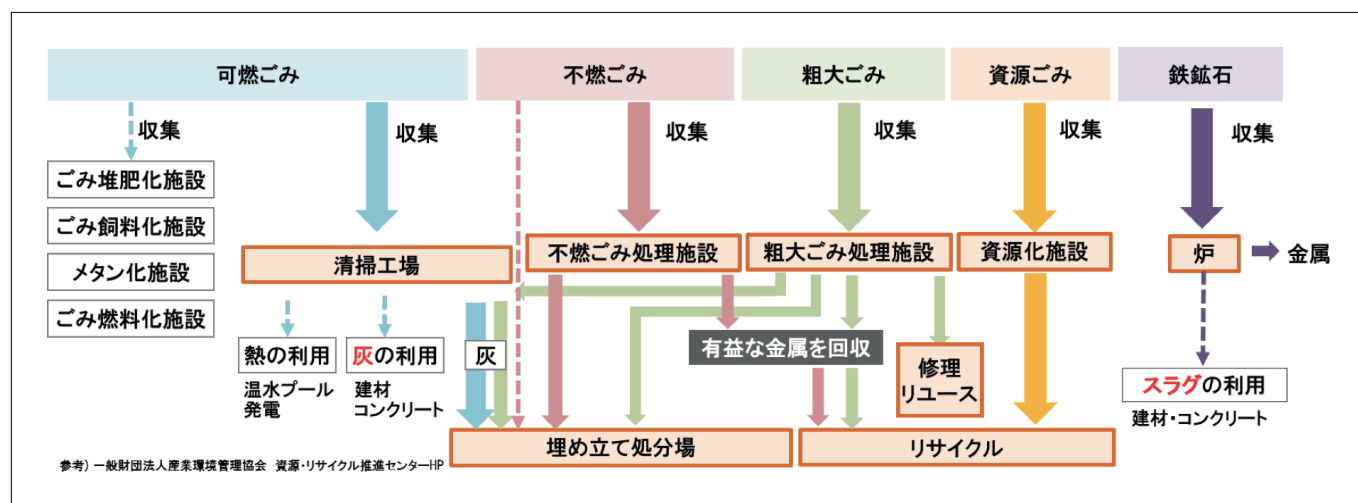 可燃ごみ
不燃ごみ
粗大ごみ
資源ごみ
鉄鉱石
収集
収集
収集
収集
収集
収集
ごみ堆肥化施設
ごみ飼料化施設
メタン化施設
ごみ燃料化施設
清掃工場
不燃ごみ処理施設
粗大ごみ処理施設
資源化施設
炉
金属
熱の利用
温水プール
発電
灰の利用
建材
コンクリート
灰
有益な金属を回収
修理
リユース
スラグの利用
建材・コンクリート
埋め立て処分場
リサイクル
参考）一般財団法人産業環境管理協会　資源・リサイクル推進センターHP